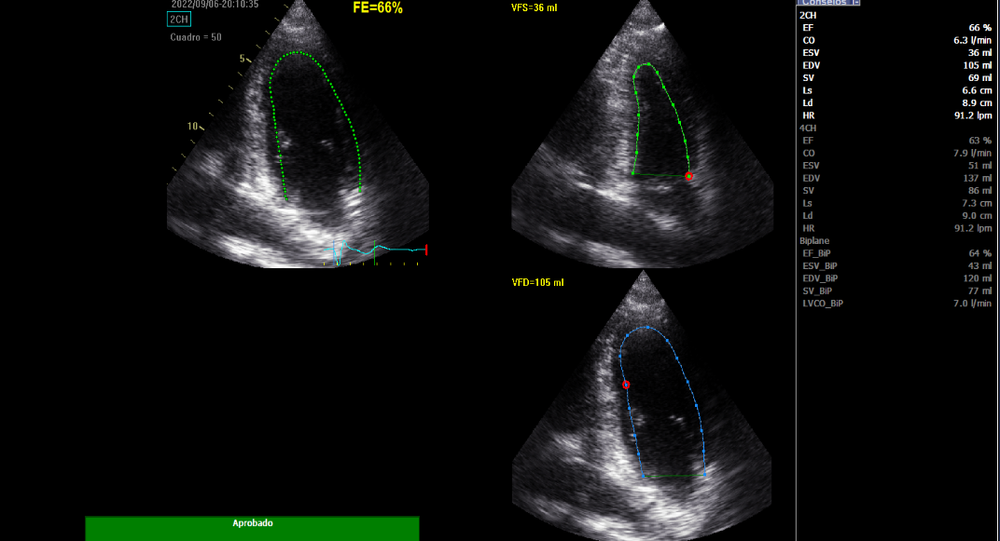 2022/09/06-20:10:35
FE=66%
2CH
Cuadro = 50
5
10
VFS=36 ml
VFD=105 ml
Aprobado
Consejos
2CH
EF 66 %
CO 6.3 l/min
ESV 36 ml
EDV 105 ml
SV 69 ml
Ls 6.6 cm
Ld 8.9 cm
HR 91.2 lpm
4CH
EF 63 %
CO 7.9 l/min
ESV 51 ml
EDV 137 ml
SV 86 ml
Ls 7.3 cm
Ld 9.0 cm
HR 91.2 lpm
Biplane
EF_BiP 64 %
ESV_BiP 43 ml
EDV_BiP 120 ml
SV_BiP 77 ml
LVCO_BiP 7.0 l/min